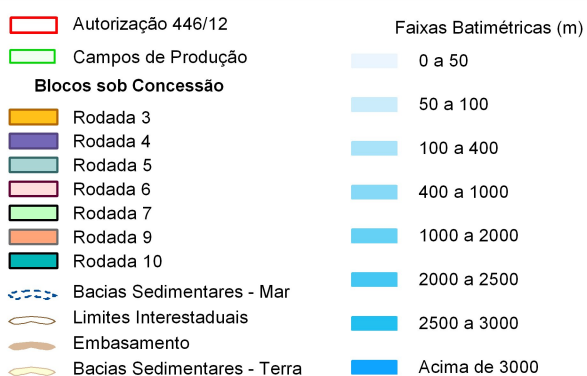 Autorização 446/12
Campos de Produção
Blocos sob Concessão
Rodada 3
Rodada 4
Rodada 5
Rodada 6
Rodada 7
Rodada 9
Rodada 10
Bacias Sedimentares - Mar
Limites Interestaduais
Embasamento
Bacias Sedimentares - Terra
Faixas Batimétricas (m)
0 a 50
50 a 100
100 a 400
400 a 1000
1000 a 2000
2000 a 2500
2500 a 3000
Acima de 3000